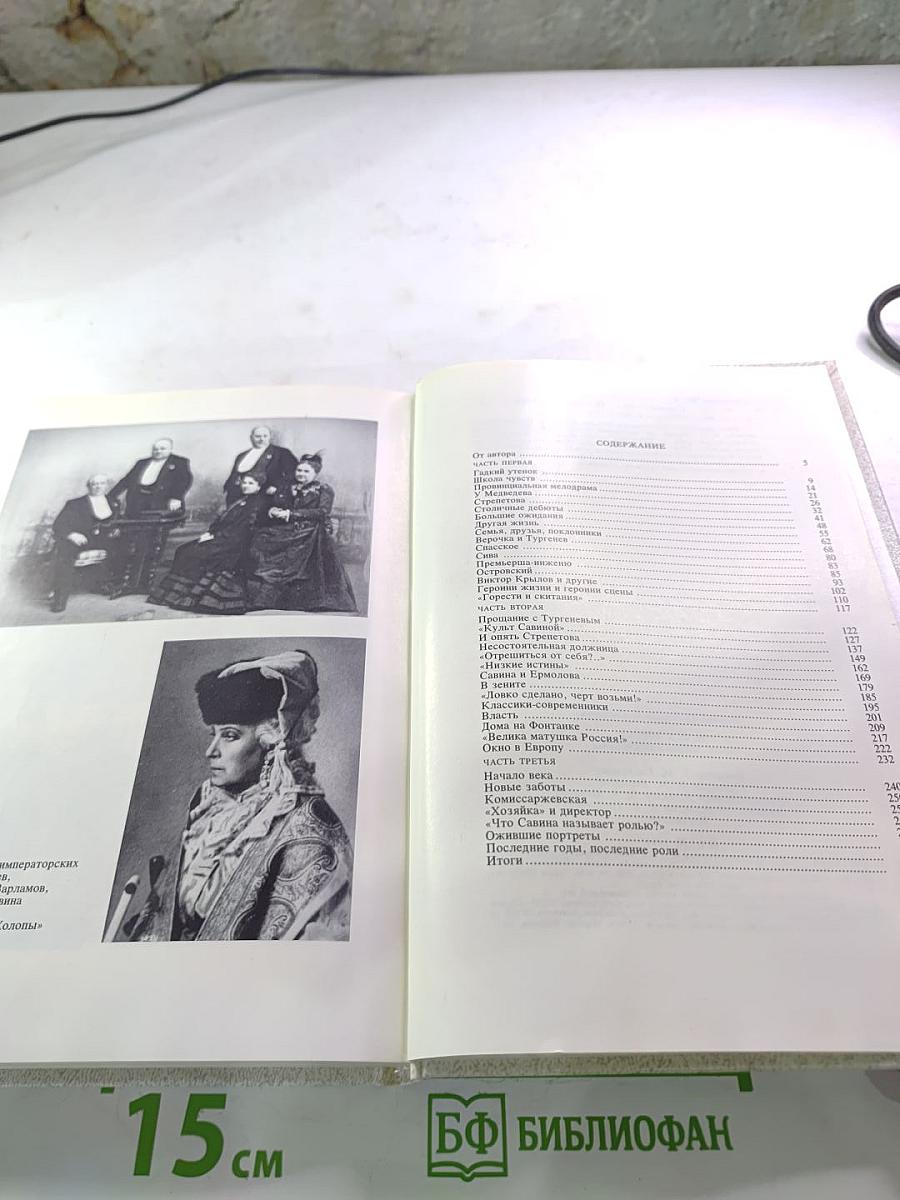 императорских
ев,
Варламов,
вина
Холопы»
СОДЕРЖАНИЕ
От автора ... 5
ЧАСТЬ ПЕРВАЯ
Гадкий утенок ... 9
Школа чувств ... 14
Провинциальная мелодрама ... 21
У Медведева ... 26
Стрепетова ... 32
Столичные дебюты ... 41
Большие ожидания ... 48
Другая жизнь ... 55
Семья, друзья, поклонники ... 62
Верочка и Тургенев ... 68
Спасское ... 80
Сива ... 83
Премьерша-инженю ... 85
Островский ... 93
Виктор Крылов и другие ... 102
Героини жизни и героини сцены ... 110
«Горести и скитания» ... 117
ЧАСТЬ ВТОРАЯ
Прощание с Тургеневым ... 122
«Культ Савиной» ... 127
И опять Стрепетова ... 137
Несостоятельная должница ... 149
«Отрешиться от себя?..» ... 162
«Низкие истины» ... 169
Савина и Ермолова ... 179
В зените ... 185
«Ловко сделано, черт возьми!» ... 195
Классики-современники ... 201
Власть ... 209
Дома на Фонтанке ... 217
«Велика матушка Россия!» ... 222
Окно в Европу ... 232
ЧАСТЬ ТРЕТЬЯ
Начало века ... 240
Новые заботы ...
Комиссаржевская ...
«Хозяйка» и директор ...
«Что Савина называет ролью?» ...
Ожившие портреты ...
Последние годы, последние роли ...
Итоги ...
15 см
БФ БИБЛИОФАН